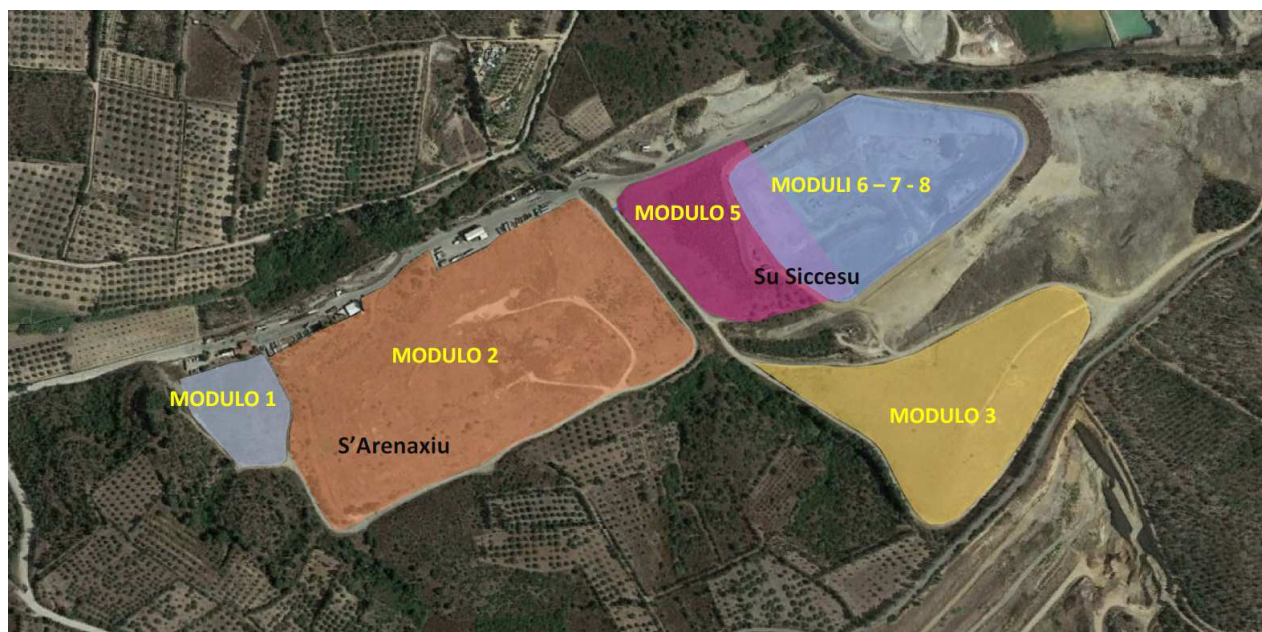 MODULI 6 – 7 - 8
MODULO 5
Su Siccesu
MODULO 2
MODULO 1
MODULO 3
S’Arenaxiu